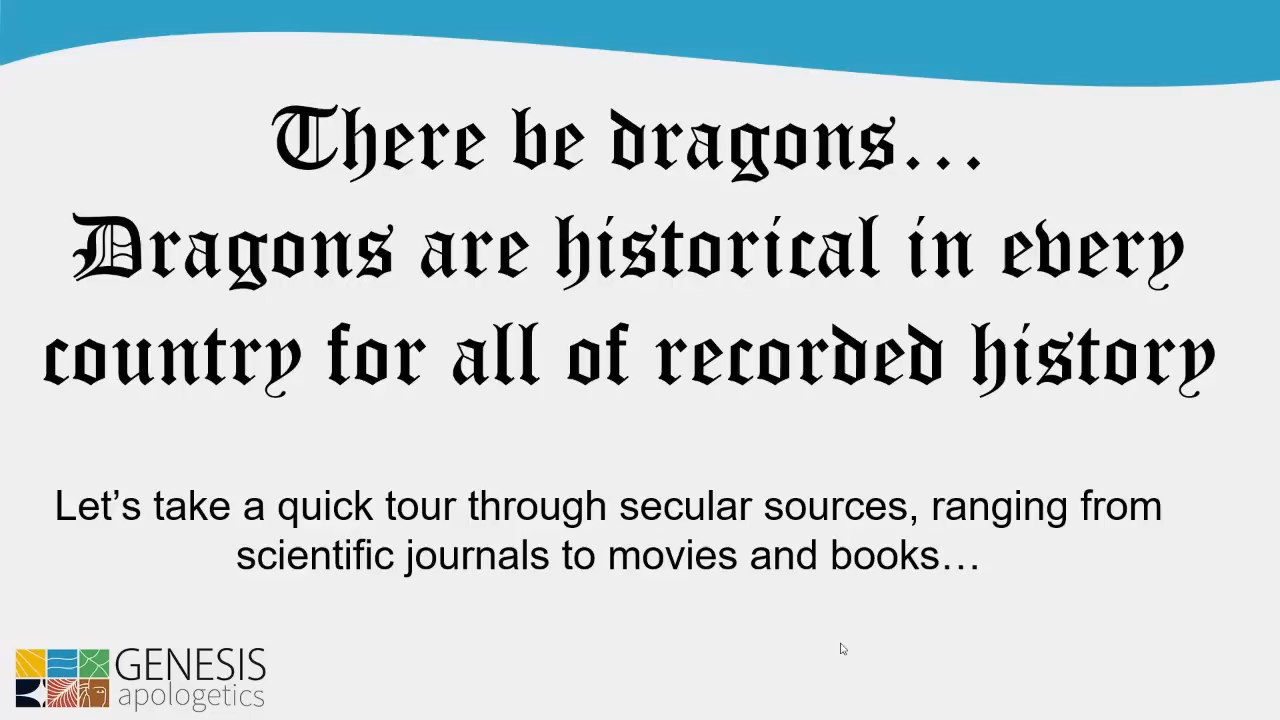 There be dragons...
Dragons are historical in every
country for all of recorded history
Let’s take a quick tour through secular sources, ranging from
scientific journals to movies and books…
GENESIS
apologetics